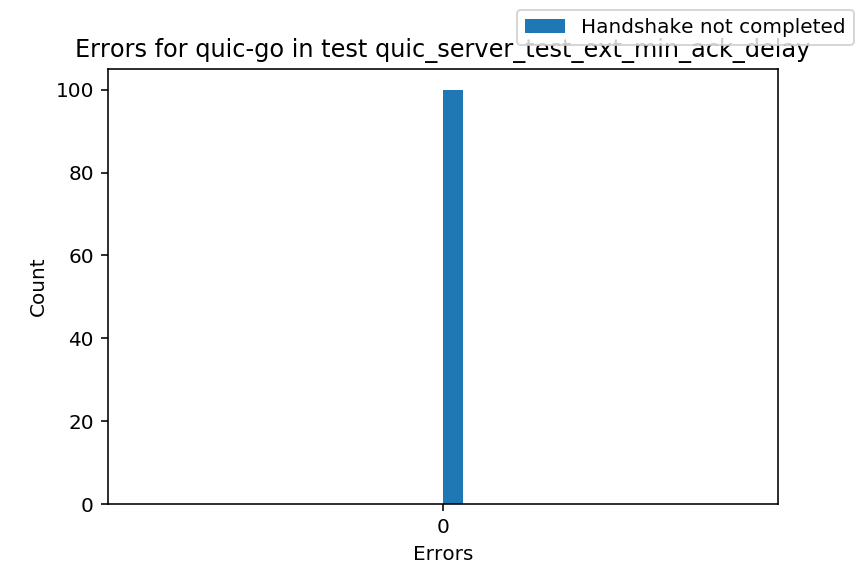 Handshake not completed
Errors for quic-go in test quic_server_test_ext_min_ack_delay
100
80
60
40
20
0
Count
0
Errors